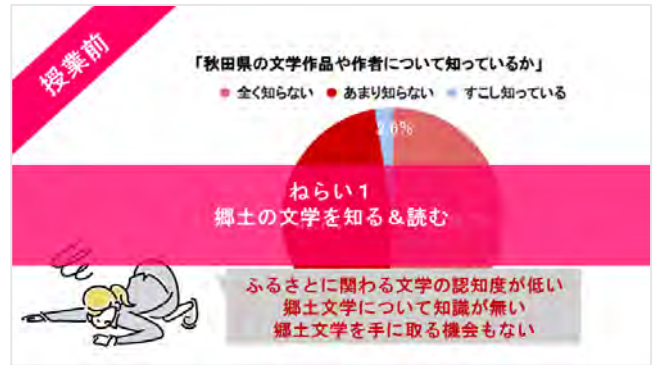 授業前
「秋田県の文学作品や作者について知っているか」
全く知らない あまり知らない すこし知っている
2.6%
ねらい1
郷土の文学を知る&読む
ふるさとに関わる文学の認知度が低い
郷土文学について知識が無い
郷土文学を手に取る機会もない